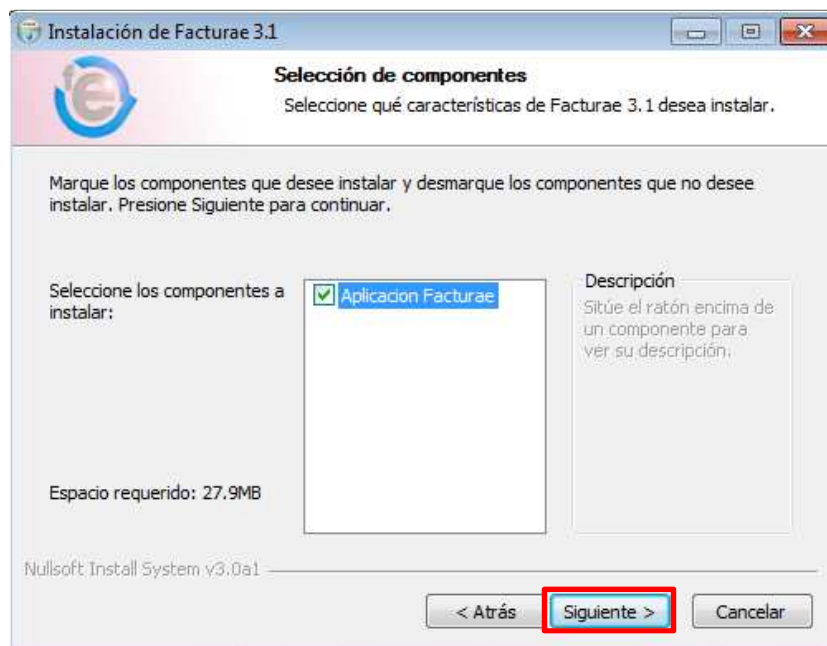 Instalación de Facturae 3.1
Selección de componentes
Seleccione qué características de Facturae 3.1 desea instalar.
Marque los componentes que desee instalar y desmarque los componentes que no desee
instalar. Presione Siguiente para continuar.
Seleccione los componentes a
instalar:
Aplicacion Facturae
Descripción
Sitúe el ratón encima de
un componente para
ver su descripción.
Espacio requerido: 27.9MB
Nullsoft Install System v3.0a1
< Atrás
Siguiente >
Cancelar